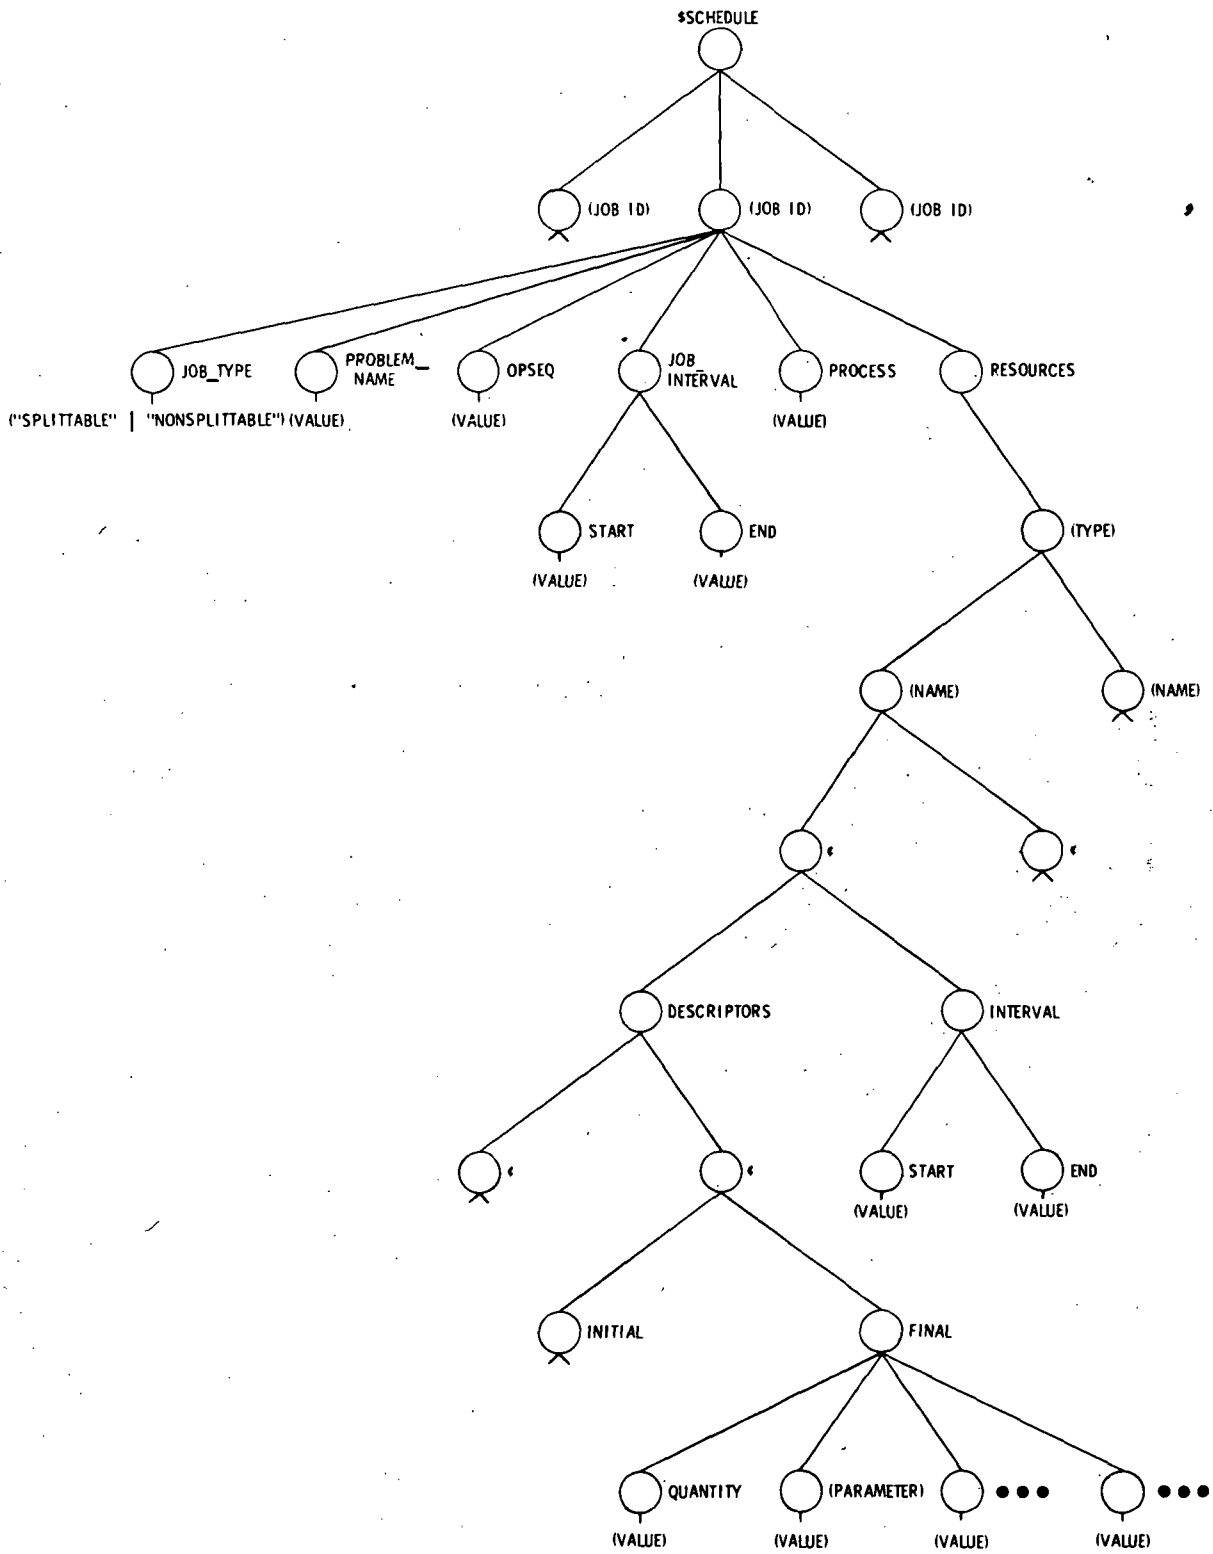 $SCHEDULE
(JOB ID) (JOB ID) (JOB ID)
JOB_TYPE PROBLEM_ NAME OPSEQ JOB_ INTERVAL PROCESS RESOURCES
("SPLITTABLE" | "NONSPLITTABLE") (VALUE) (VALUE) (VALUE)
START END (TYPE)
(VALUE) (VALUE)
(NAME) (NAME)
DESCRIPTORS INTERVAL
START END
(VALUE) (VALUE)
INITIAL FINAL
QUANTITY (PARAMETER) ●●● ●●●
(VALUE) (VALUE) (VALUE) (VALUE)